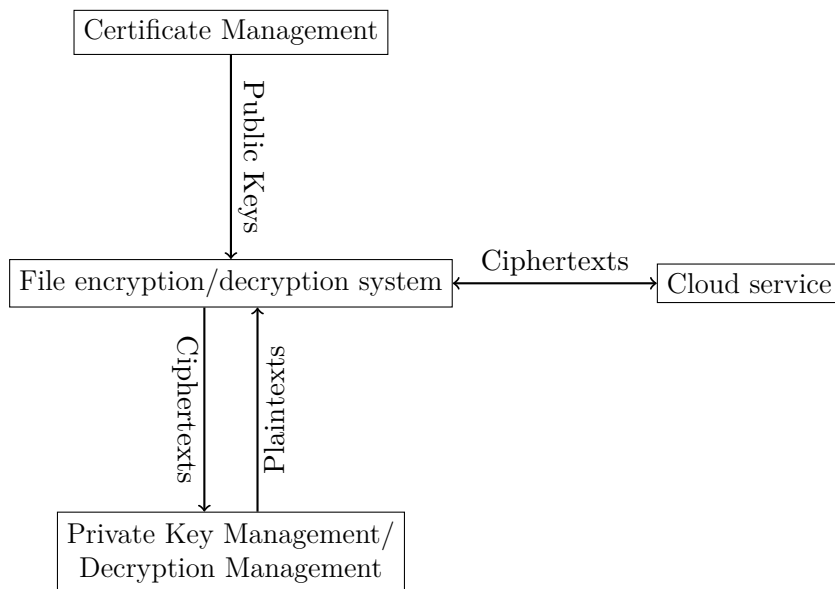 Certificate Management
Public Keys
File encryption/decryption system
Ciphertexts
Cloud service
Ciphertexts
Plaintexts
Private Key Management/
Decryption Management